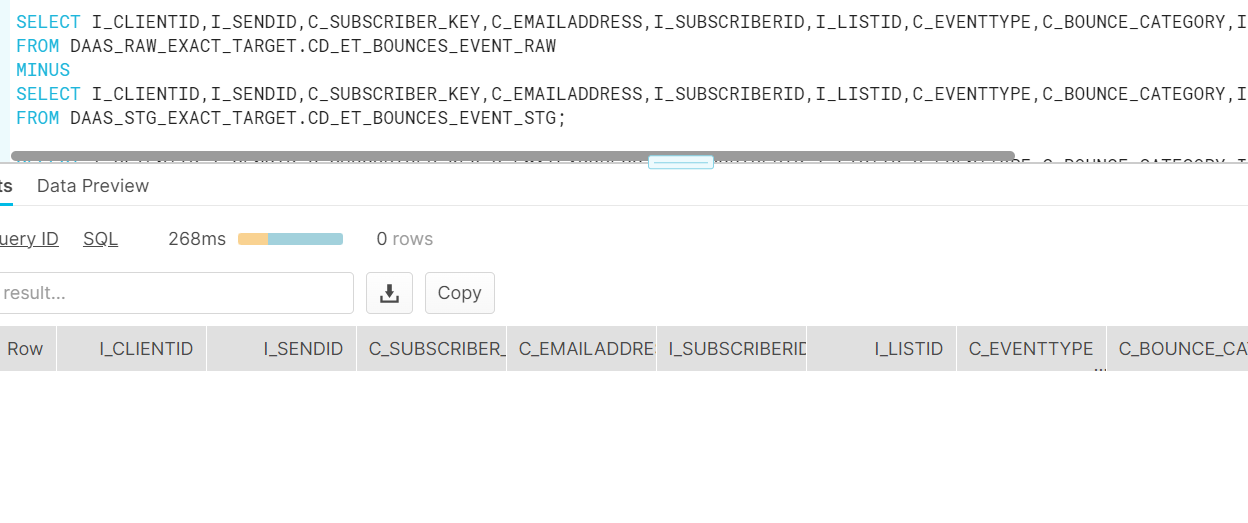 SELECT I_CLIENTID,I_SENDID,C_SUBSCRIBER_KEY,C_EMAILADDRESS,I_SUBSCRIBERID,I_LISTID,C_EVENTTYPE,C_BOUNCE_CATEGORY,I
FROM DAAS_RAW_EXACT_TARGET.CD_ET_BOUNCES_EVENT_RAW
MINUS
SELECT I_CLIENTID,I_SENDID,C_SUBSCRIBER_KEY,C_EMAILADDRESS,I_SUBSCRIBERID,I_LISTID,C_EVENTTYPE,C_BOUNCE_CATEGORY,I
FROM DAAS_STG_EXACT_TARGET.CD_ET_BOUNCES_EVENT_STG;
ts Data Preview
uery ID SQL 268ms 0 rows
result... Copy
Row I_CLIENTID I_SENDID C_SUBSCRIBER_ C_EMAILADDRE I_SUBSCRIBERID I_LISTID C_EVENTTYPE ... C_BOUNCE_CA